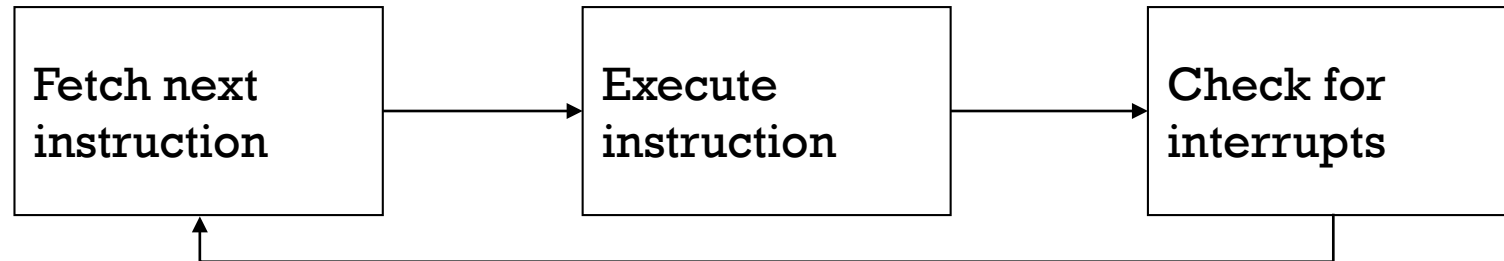 Fetch next
instruction
Execute
instruction
Check for
interrupts